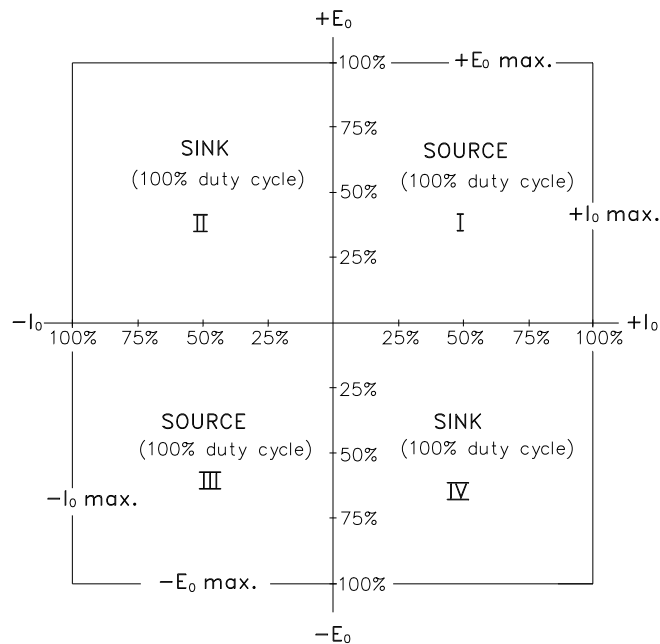 +E₀
100%
+E₀ max.
75%
SINK
SOURCE
(100% duty cycle)
(100% duty cycle)
50%
II
I
+I₀ max.
25%
−I₀
+I₀
100%
75%
50%
25%
25%
50%
75%
100%
25%
SOURCE
SINK
(100% duty cycle)
(100% duty cycle)
50%
III
IV
−I₀ max.
75%
−E₀ max.
100%
−E₀